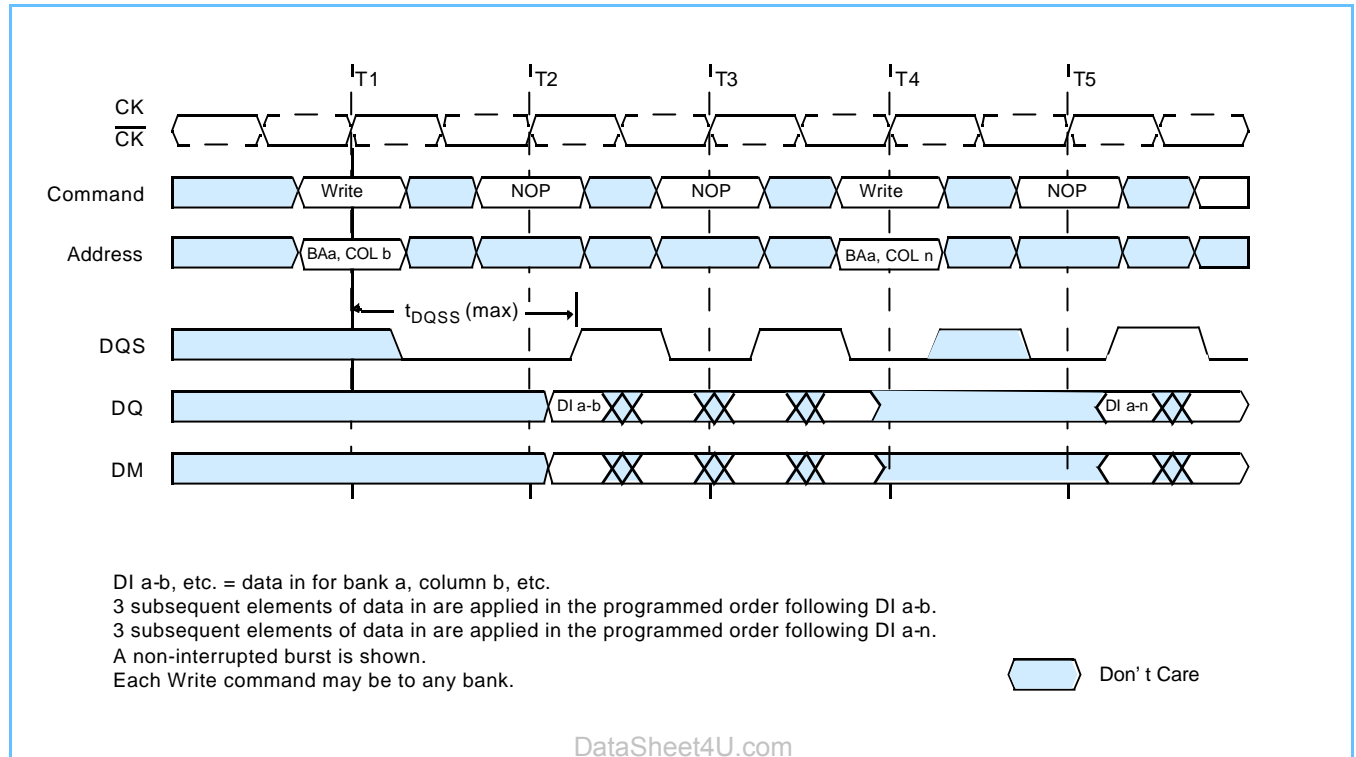 T1 T2 T3 T4 T5
CK
CK
Command Write NOP NOP Write NOP
Address BAa, COL b BAa, COL n
tDQSS (max)
DQS
DQ DI a-b DI a-n
DM
DI a-b, etc. = data in for bank a, column b, etc.
3 subsequent elements of data in are applied in the programmed order following DI a-b.
3 subsequent elements of data in are applied in the programmed order following DI a-n.
A non-interrupted burst is shown.
Each Write command may be to any bank.
Don' t Care
DataSheet4U.com